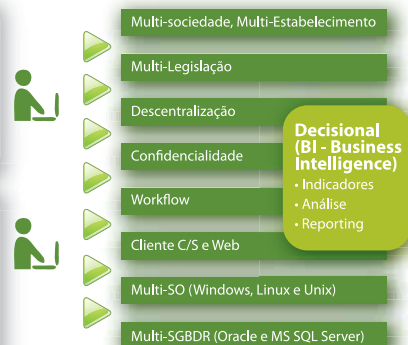 Multi-sociedade, Multi-Estabelecimento
Multi-Legislação
Descentralização
Confidencialidade
Workflow
Cliente C/S e Web
Multi-SO (Windows, Linux e Unix)
Multi-SGBDR (Oracle e MS SQL Server)
Decisional
(BI - Business
Intelligence)
• Indicadores
• Análise
• Reporting